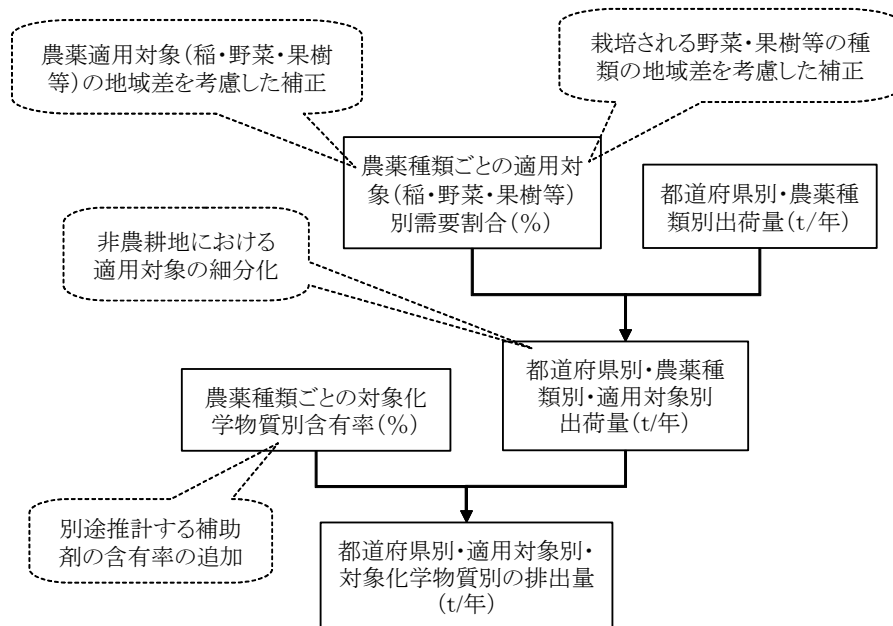 農薬適用対象(稲・野菜・果樹
等)の地域差を考慮した補正
栽培される野菜・果樹等の種
類の地域差を考慮した補正
農薬種類ごとの適用対
象(稲・野菜・果樹等)
別需要割合(%)
都道府県別・農薬種
類別出荷量(t/年)
非農耕地における
適用対象の細分化
都道府県別・農薬種
類別・適用対象別
出荷量(t/年)
農薬種類ごとの対象化
学物質別含有率(%)
別途推計する補助
剤の含有率の追加
都道府県別・適用対象別・
対象化学物質別の排出量
(t/年)